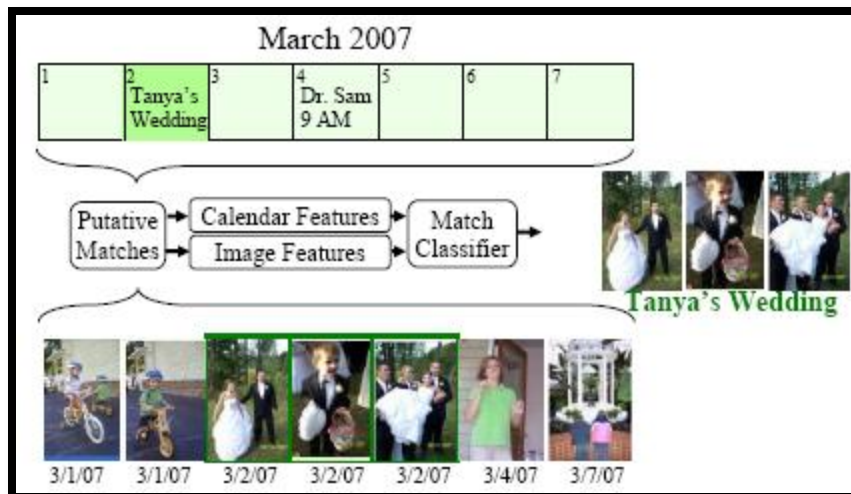 March 2007
1 2 3 4 5 6 7
Tanya's Dr. Sam
Wedding 9 AM
Putative Calendar Features Match
Matches Image Features Classifier
Tanya's Wedding
3/1/07 3/1/07 3/2/07 3/2/07 3/2/07 3/4/07 3/7/07